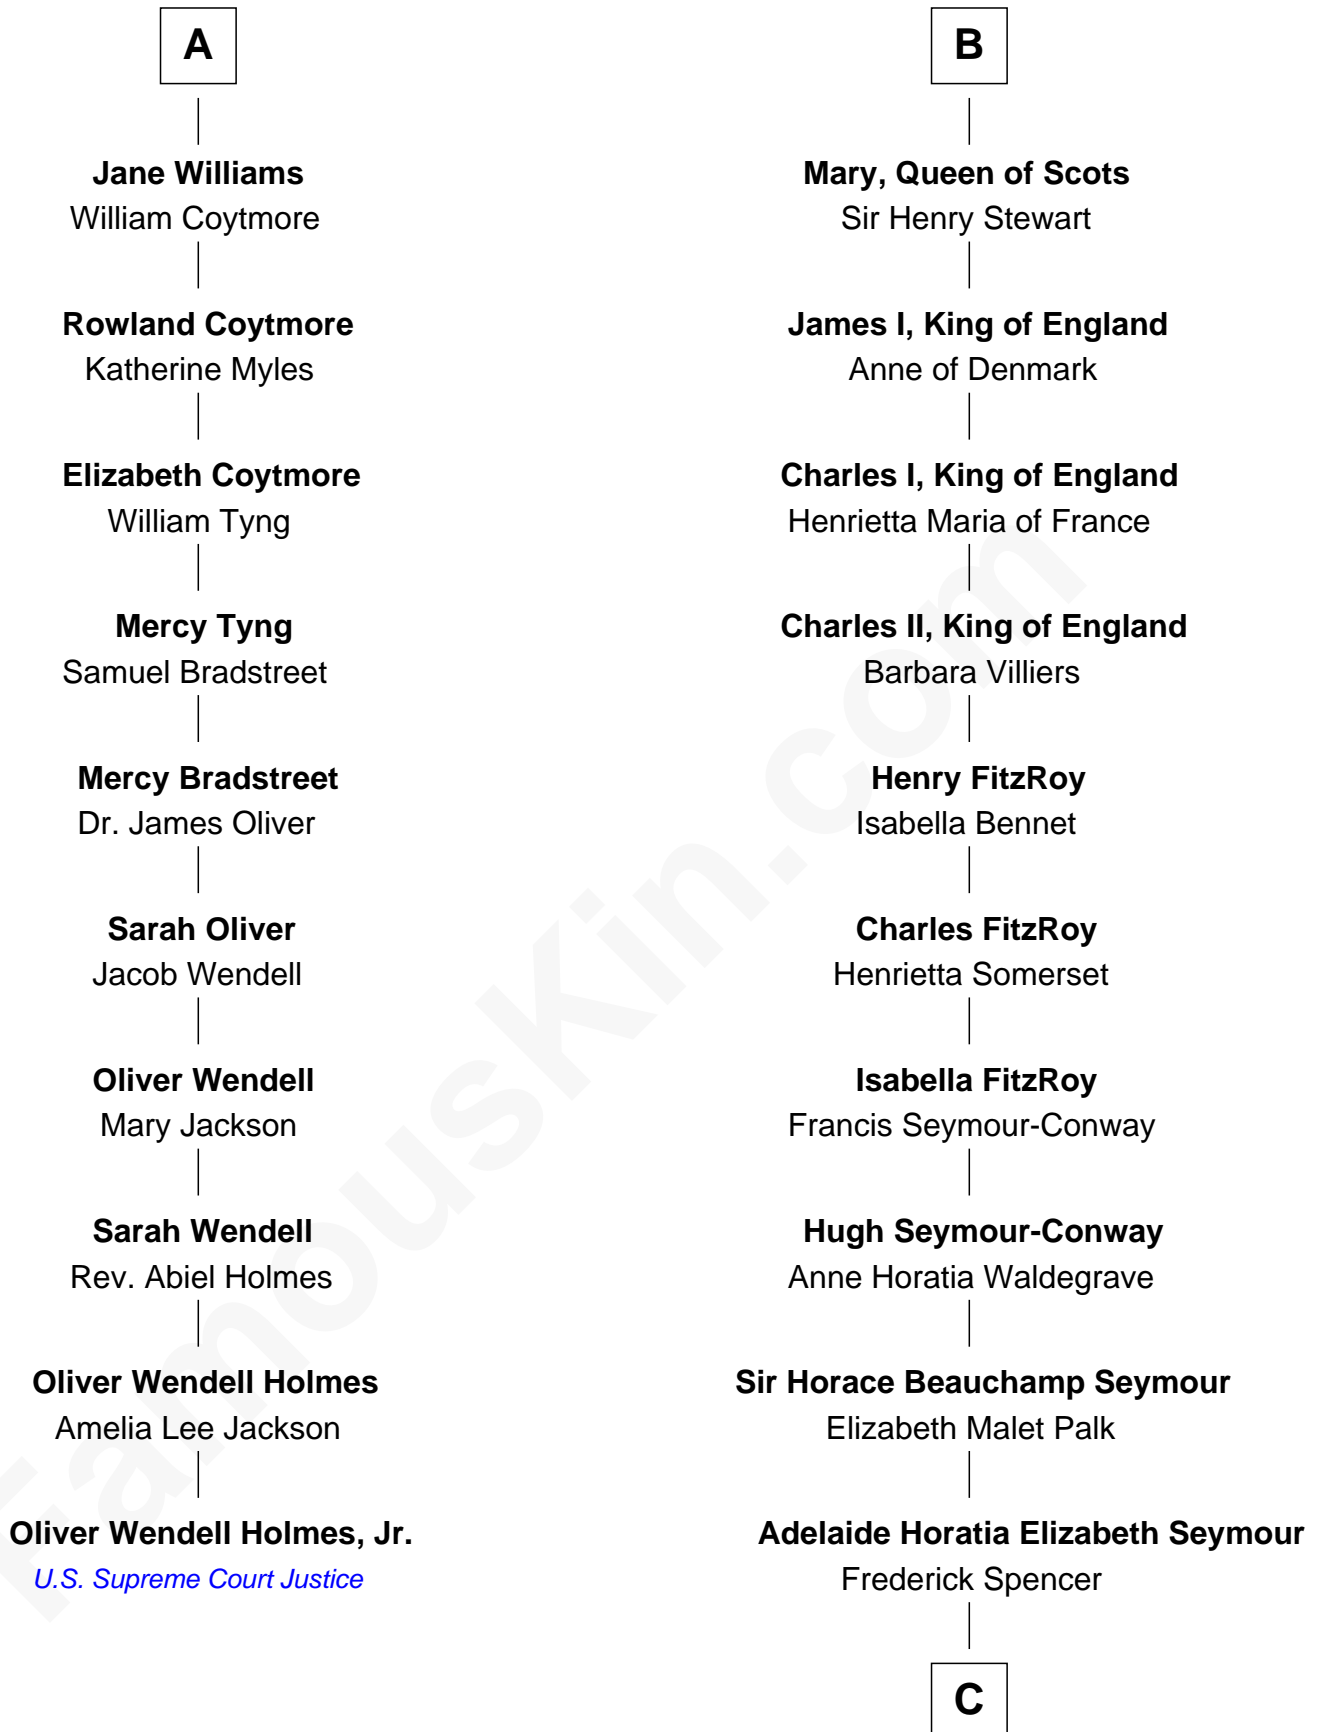 A
Jane Williams
William Coytmore
Rowland Coytmore
Katherine Myles
Elizabeth Coytmore
William Tyng
Mercy Tyng
Samuel Bradstreet
Mercy Bradstreet
Dr. James Oliver
Sarah Oliver
Jacob Wendell
Oliver Wendell
Mary Jackson
Sarah Wendell
Rev. Abiel Holmes
Oliver Wendell Holmes
Amelia Lee Jackson
Oliver Wendell Holmes, Jr.
U.S. Supreme Court Justice
B
Mary, Queen of Scots
Sir Henry Stewart
James I, King of England
Anne of Denmark
Charles I, King of England
Henrietta Maria of France
Charles II, King of England
Barbara Villiers
Henry FitzRoy
Isabella Bennet
Charles FitzRoy
Henrietta Somerset
Isabella FitzRoy
Francis Seymour-Conway
Hugh Seymour-Conway
Anne Horatia Waldegrave
Sir Horace Beauchamp Seymour
Elizabeth Malet Palk
Adelaide Horatia Elizabeth Seymour
Frederick Spencer
C
FamousKin.com